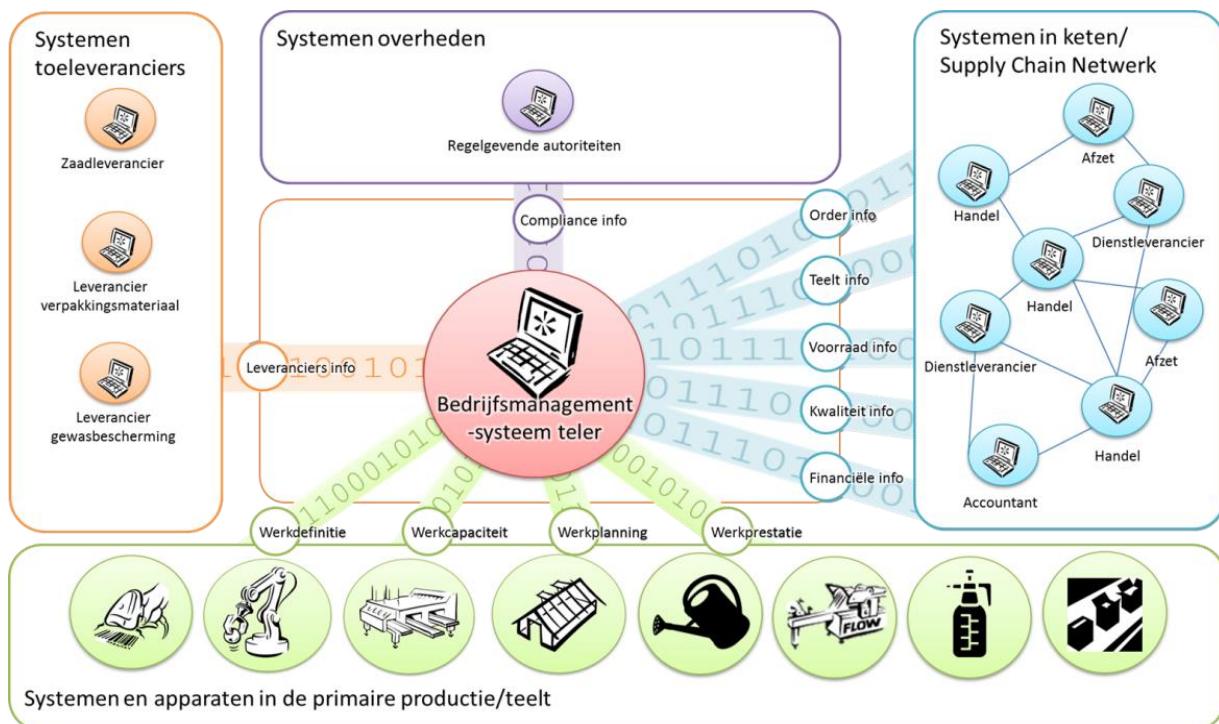 Systemen
toeleveranciers
Zaadleverancier
Leverancier
verpakkingsmateriaal
Leverancier
gewasbescherming
Systemen overheden
Regelgevende autoriteiten
Compliance info
Systemen in keten/
Supply Chain Netwerk
Afzet
Handel
Dienstleverancier
Handel
Dienstleverancier
Afzet
Handel
Accountant
Order info
Teelt info
Voorraad info
Kwaliteit info
Financiële info
Leveranciers info
Bedrijfsmanagement
-systeem teler
Werkdefinitie
Werkcapaciteit
Werkplanning
Werkprestatie
FLOW
Systemen en apparaten in de primaire productie/teelt